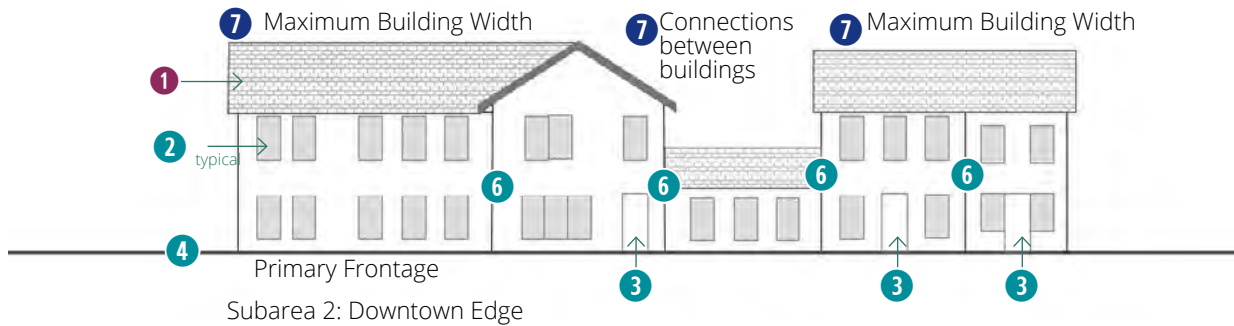 7 Maximum Building Width
7 Connections
between
buildings
7 Maximum Building Width
1
2
typical
6
6
6
6
4
Primary Frontage
3
3
3
Subarea 2: Downtown Edge